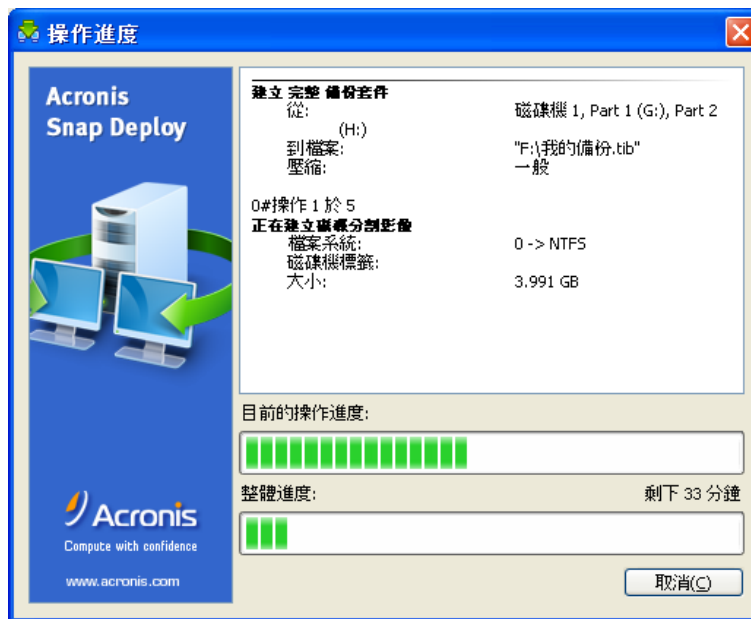 操作進度
Acronis
Snap Deploy
建立 完整 備份套件
從: 磁碟機 1, Part 1 (G:), Part 2
(H:)
到檔案: "F:\我的備份.tib"
壓縮: 一般
0#操作 1 於 5
正在建立磁碟分割影像
檔案系統: 0 -> NTFS
磁碟機標籤:
大小: 3.991 GB
目前的操作進度:
整體進度: 剩下 33 分鐘
Acronis
Compute with confidence
www.acronis.com
取消(C)